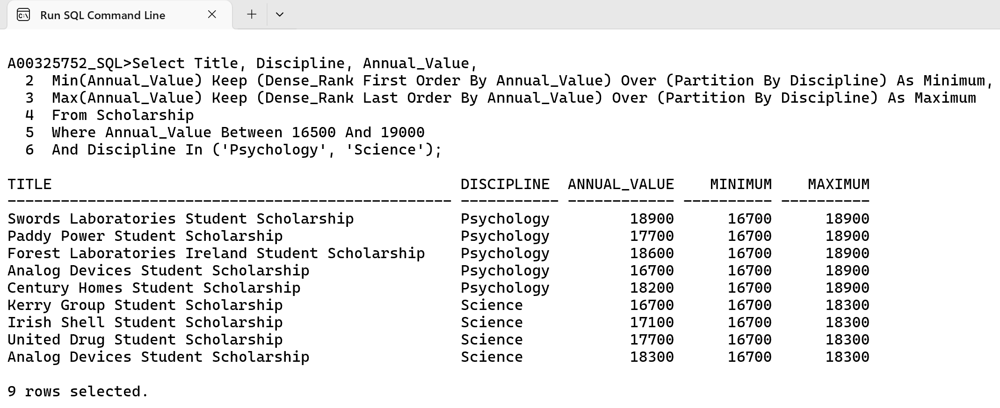 Run SQL Command Line
A00325752_SQL>Select Title, Discipline, Annual_Value,
2 Min(Annual_Value) Keep (Dense_Rank First Order By Annual_Value) Over (Partition By Discipline) As Minimum,
3 Max(Annual_Value) Keep (Dense_Rank Last Order By Annual_Value) Over (Partition By Discipline) As Maximum
4 From Scholarship
5 Where Annual_Value Between 16500 And 19000
6 And Discipline In ('Psychology', 'Science');
TITLE DISCIPLINE ANNUAL_VALUE MINIMUM MAXIMUM
-------------------------------------------------- ----------- ------------ ---------- ----------
Swords Laboratories Student Scholarship Psychology 18900 16700 18900
Paddy Power Student Scholarship Psychology 17700 16700 18900
Forest Laboratories Ireland Student Scholarship Psychology 18600 16700 18900
Analog Devices Student Scholarship Psychology 16700 16700 18900
Century Homes Student Scholarship Psychology 18200 16700 18900
Kerry Group Student Scholarship Science 16700 16700 18300
Irish Shell Student Scholarship Science 17100 16700 18300
United Drug Student Scholarship Science 17700 16700 18300
Analog Devices Student Scholarship Science 18300 16700 18300
9 rows selected.